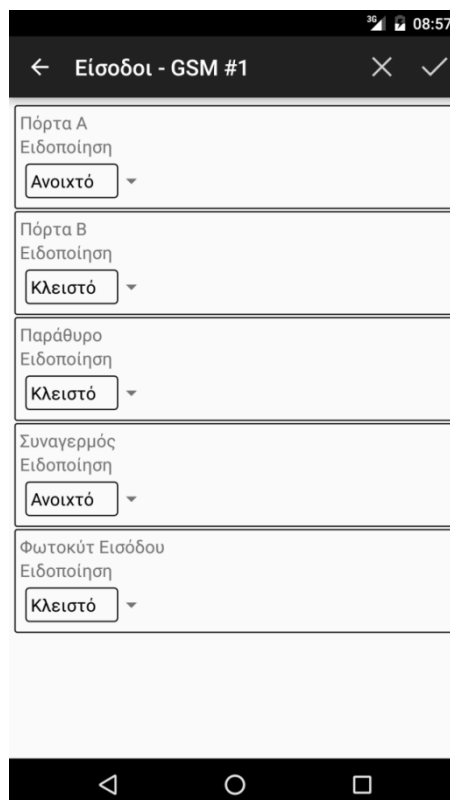 3G 08:57
Είσοδοι - GSM #1
Πόρτα Α
Ειδοποίηση
Ανοιχτό
Πόρτα Β
Ειδοποίηση
Κλειστό
Παράθυρο
Ειδοποίηση
Κλειστό
Συναγερμός
Ειδοποίηση
Ανοιχτό
Φωτοκύτ Εισόδου
Ειδοποίηση
Κλειστό